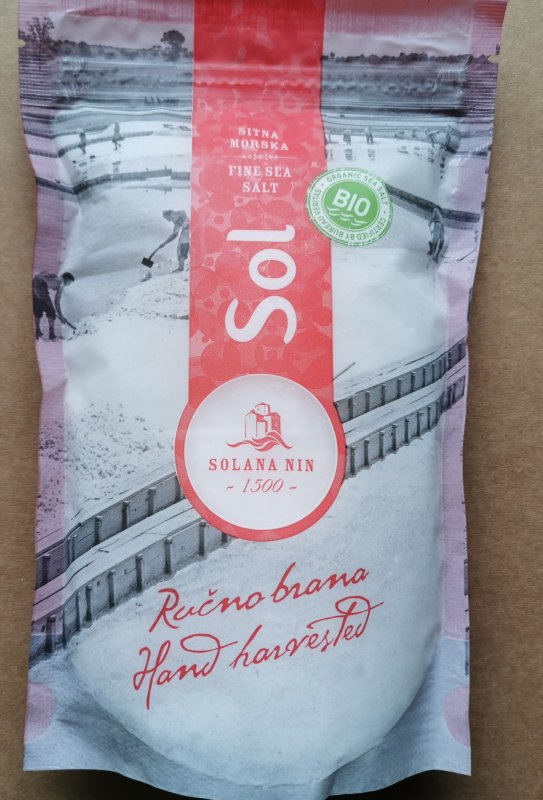 SITNA
MORSKA
FINE SEA
SALT
ORGANIC SEA SALT
BIO
CERTIFIED BY BUREAU VERITAS
Sol
SOLANA NIN
~ 1500 ~
Ručno brana
Hand harvested